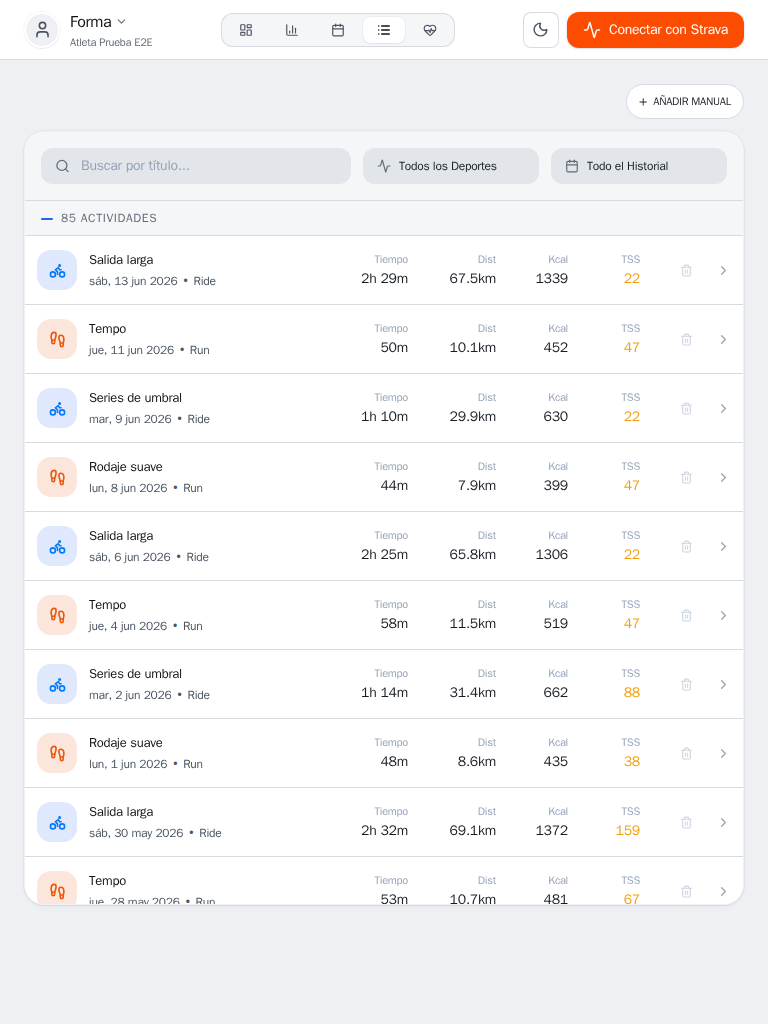 Forma
Atleta Prueba E2E
Conectar con Strava
+ AÑADIR MANUAL
Buscar por título...
Todos los Deportes
Todo el Historial
85 ACTIVIDADES
Salida larga
sáb, 13 jun 2026 • Ride
Tiempo Dist Kcal TSS
2h 29m 67.5km 1339 22
Tempo
jue, 11 jun 2026 • Run
Tiempo Dist Kcal TSS
50m 10.1km 452 47
Series de umbral
mar, 9 jun 2026 • Ride
Tiempo Dist Kcal TSS
1h 10m 29.9km 630 22
Rodaje suave
lun, 8 jun 2026 • Run
Tiempo Dist Kcal TSS
44m 7.9km 399 47
Salida larga
sáb, 6 jun 2026 • Ride
Tiempo Dist Kcal TSS
2h 25m 65.8km 1306 22
Tempo
jue, 4 jun 2026 • Run
Tiempo Dist Kcal TSS
58m 11.5km 519 47
Series de umbral
mar, 2 jun 2026 • Ride
Tiempo Dist Kcal TSS
1h 14m 31.4km 662 88
Rodaje suave
lun, 1 jun 2026 • Run
Tiempo Dist Kcal TSS
48m 8.6km 435 38
Salida larga
sáb, 30 may 2026 • Ride
Tiempo Dist Kcal TSS
2h 32m 69.1km 1372 159
Tempo
jue, 28 may 2026 • Run
Tiempo Dist Kcal TSS
53m 10.7km 481 67